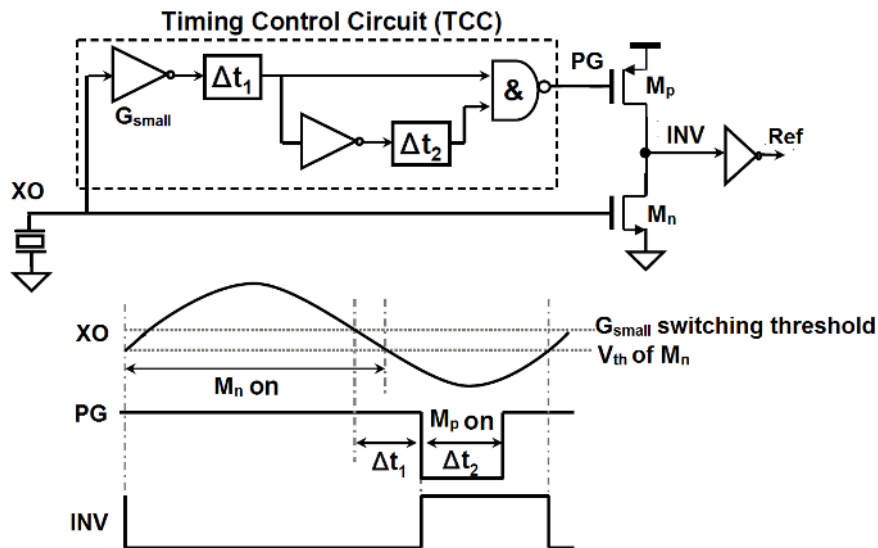 Timing Control Circuit (TCC)
Δt1
Gsmall
Δt2
&
PG
Mp
INV
Ref
XO
Mn
XO
Gsmall switching threshold
Vth of Mn
Mn on
PG
Mp on
Δt1
Δt2
INV